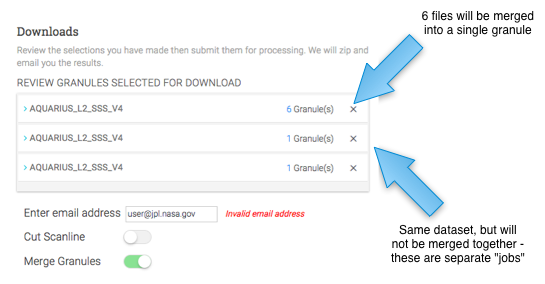 6 files will be merged
into a single granule
Downloads
Review the selections you have made then submit them for processing. We will zip and
email you the results.
REVIEW GRANULES SELECTED FOR DOWNLOAD
> AQUARIUS_L2_SSS_V4 6 Granule(s) ×
> AQUARIUS_L2_SSS_V4 1 Granule(s) ×
> AQUARIUS_L2_SSS_V4 1 Granule(s) ×
Enter email address user@jpl.nasa.gov Invalid email address
Cut Scanline
Merge Granules
Same dataset, but will
not be merged together -
these are separate "jobs"